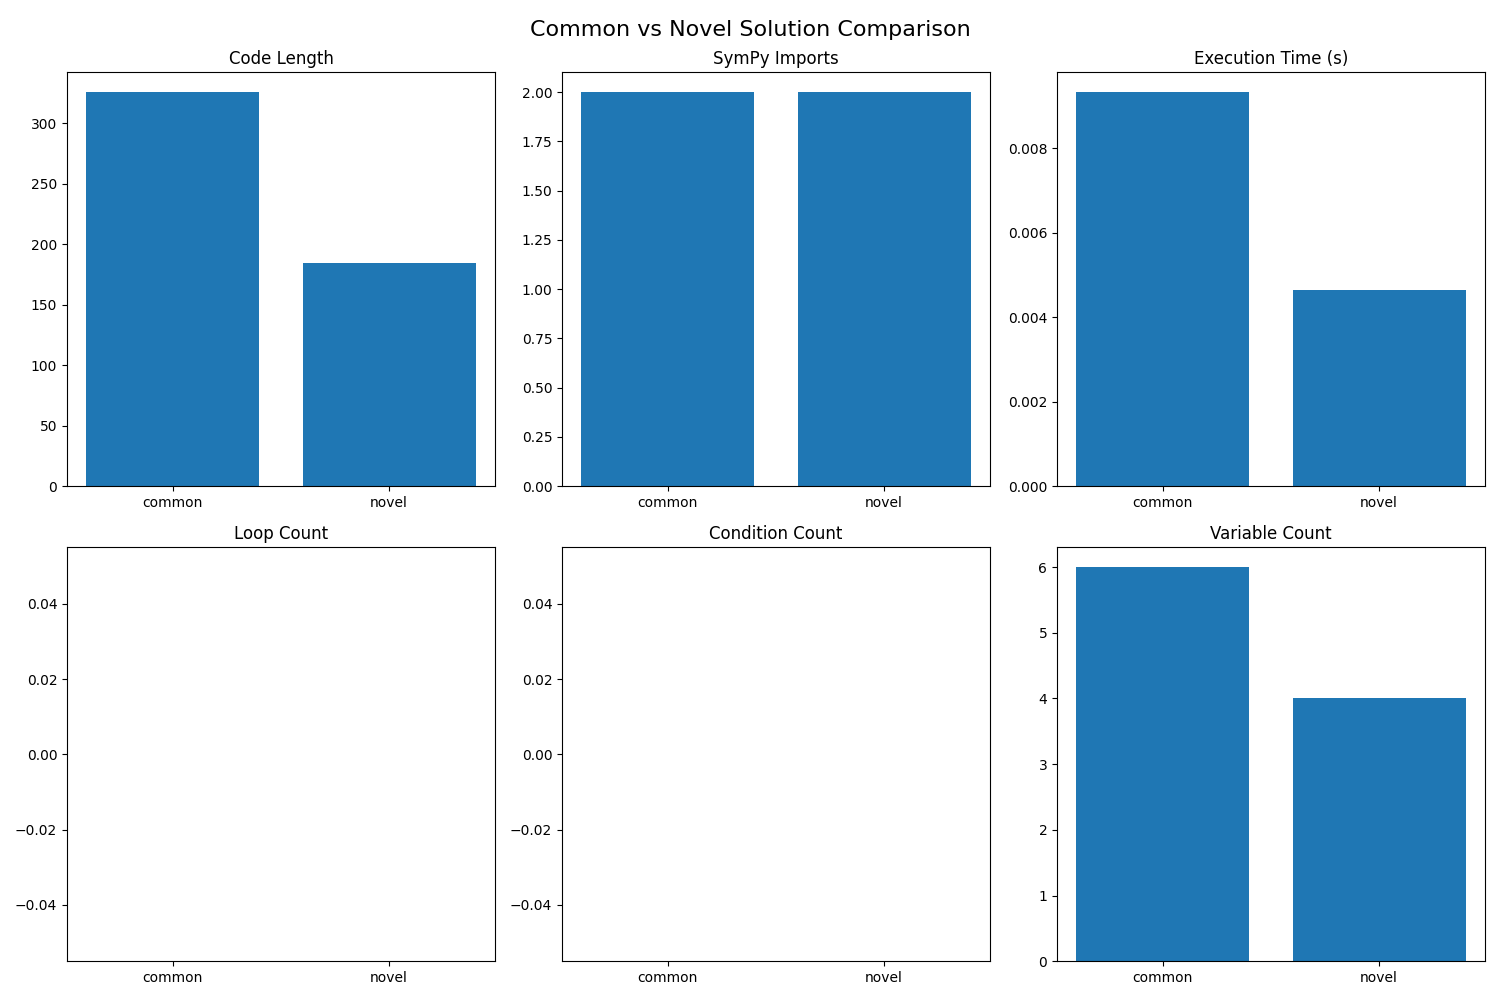 Common vs Novel Solution Comparison
Code Length
300
250
200
150
100
50
0
common novel
SymPy Imports
2.00
1.75
1.50
1.25
1.00
0.75
0.50
0.25
0.00
common novel
Execution Time (s)
0.008
0.006
0.004
0.002
0.000
common novel
Loop Count
0.04
0.02
0.00
−0.02
−0.04
common novel
Condition Count
0.04
0.02
0.00
−0.02
−0.04
common novel
Variable Count
6
5
4
3
2
1
0
common novel